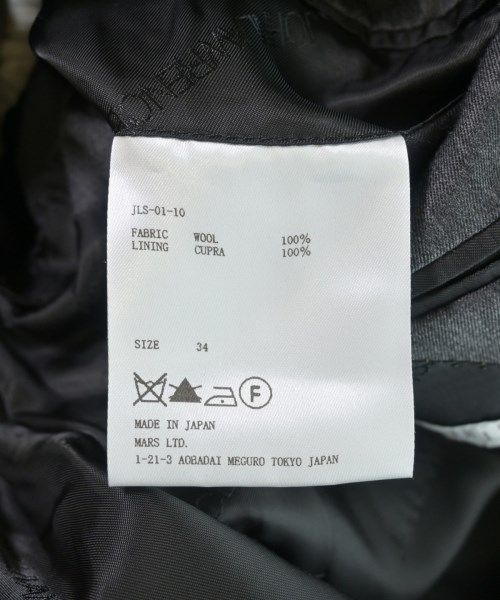 JLS-01-10
FABRIC WOOL 100%
LINING CUPRA 100%
SIZE 34
F
MADE IN JAPAN
MARS LTD.
1-21-3 AOBADAI MEGURO TOKYO JAPAN